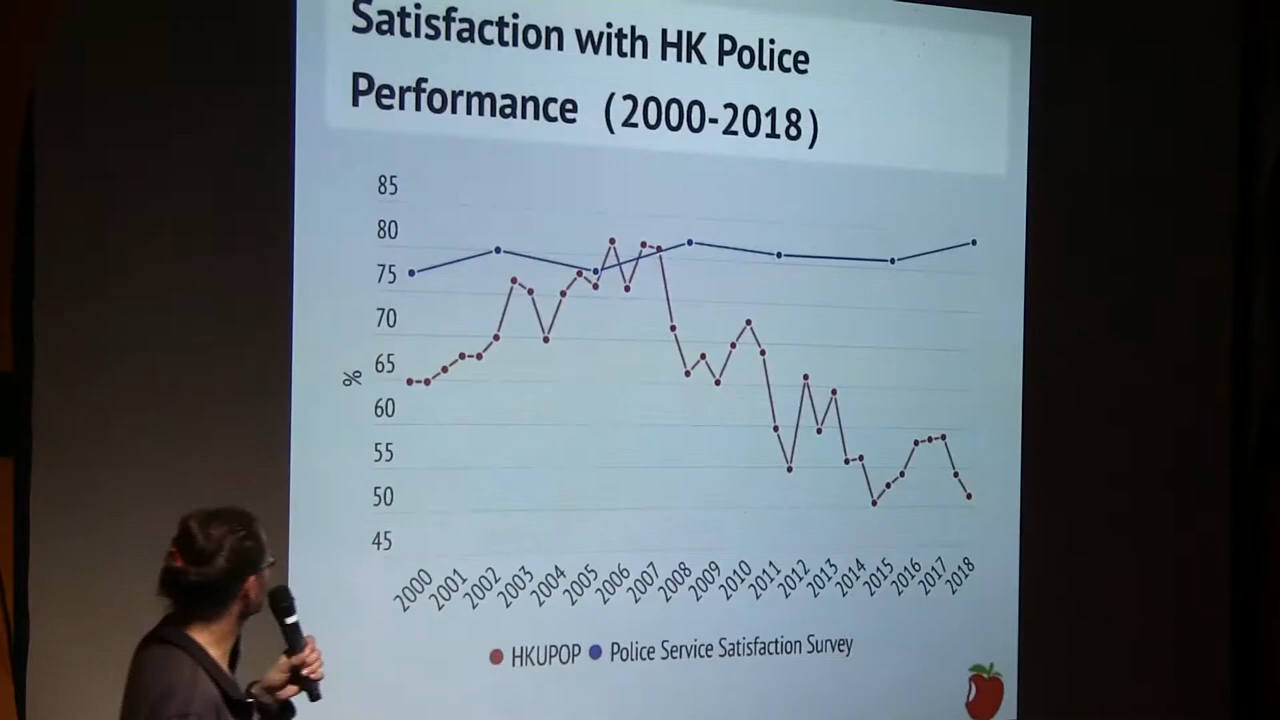 Satisfaction with HK Police
Performance (2000-2018)
85
80
75
70
65
60
55
50
45
%
2000 2001 2002 2003 2004 2005 2006 2007 2008 2009 2010 2011 2012 2013 2014 2015 2016 2017 2018
HKUPOP Police Service Satisfaction Survey